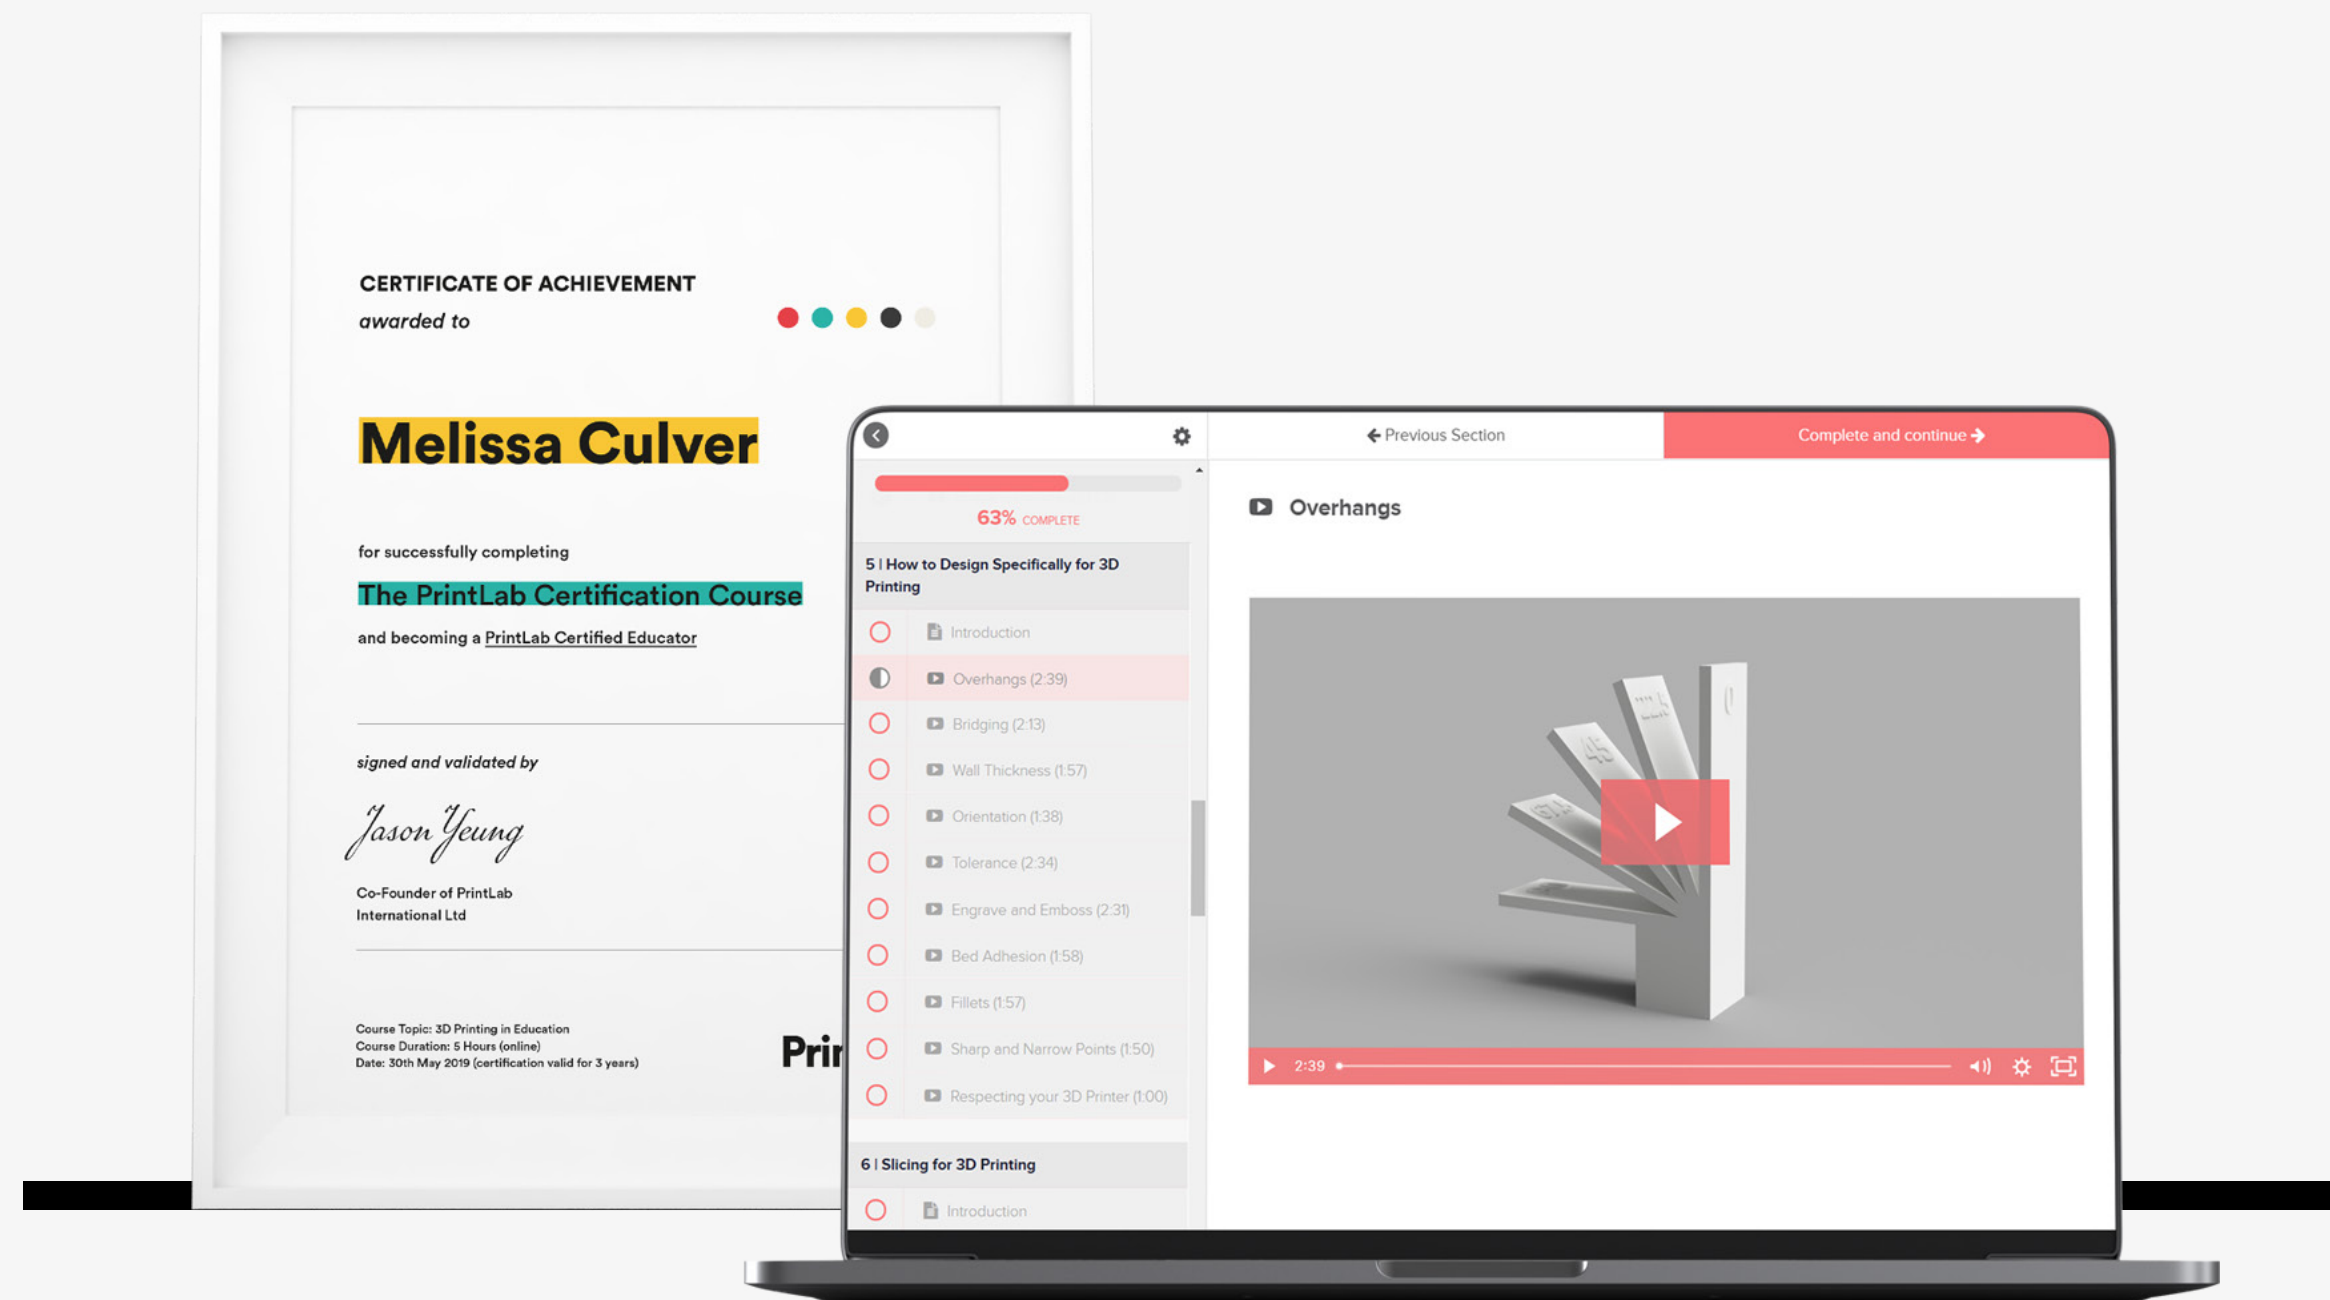 CERTIFICATE OF ACHIEVEMENT
awarded to
Melissa Culver
for successfully completing
The PrintLab Certification Course
and becoming a PrintLab Certified Educator
signed and validated by
Jason Yeung
Co-Founder of PrintLab
International Ltd
Course Topic: 3D Printing in Education
Course Duration: 5 Hours (online)
Date: 30th May 2019 (certification valid for 3 years)
63% COMPLETE
5 | How to Design Specifically for 3D
Printing
Introduction
Overhangs (2:39)
Bridging (2:13)
Wall Thickness (1:57)
Orientation (1:38)
Tolerance (2:34)
Engrave and Emboss (2:31)
Bed Adhesion (1:58)
Fillets (1:57)
Sharp and Narrow Points (1:50)
Respecting your 3D Printer (1:00)
6 | Slicing for 3D Printing
Introduction
Previous Section
Complete and continue
Overhangs
0
22.5
45
67.5
2:39